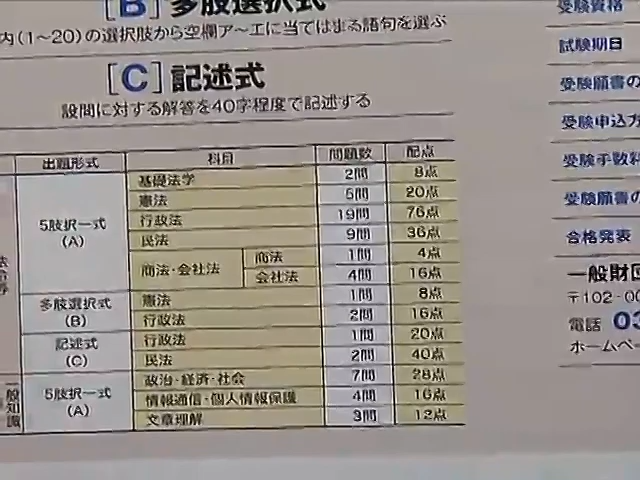 [B] 多肢選択式
内(1~20)の選択肢から空欄ア~エに当てはまる語句を選ぶ
[C] 記述式
設問に対する解答を40字程度で記述する
出題形式 科目 問題数 配点
5肢択一式
(A)
基礎法学 2問 8点
憲法 5問 20点
行政法 19問 76点
民法 9問 36点
商法・会社法
商法 1問 4点
会社法 4問 16点
多肢選択式
(B)
憲法 1問 8点
行政法 2問 16点
記述式
(C)
行政法 1問 20点
民法 2問 40点
一般知識
5肢択一式
(A)
政治・経済・社会 7問 28点
情報通信・個人情報保護 4問 16点
文章理解 3問 12点
受験資格
試験期日
受験願書の
受験申込方
受験手数料
受験願書の
合格発表
一般財団
〒102-00
電話 03
ホームペー